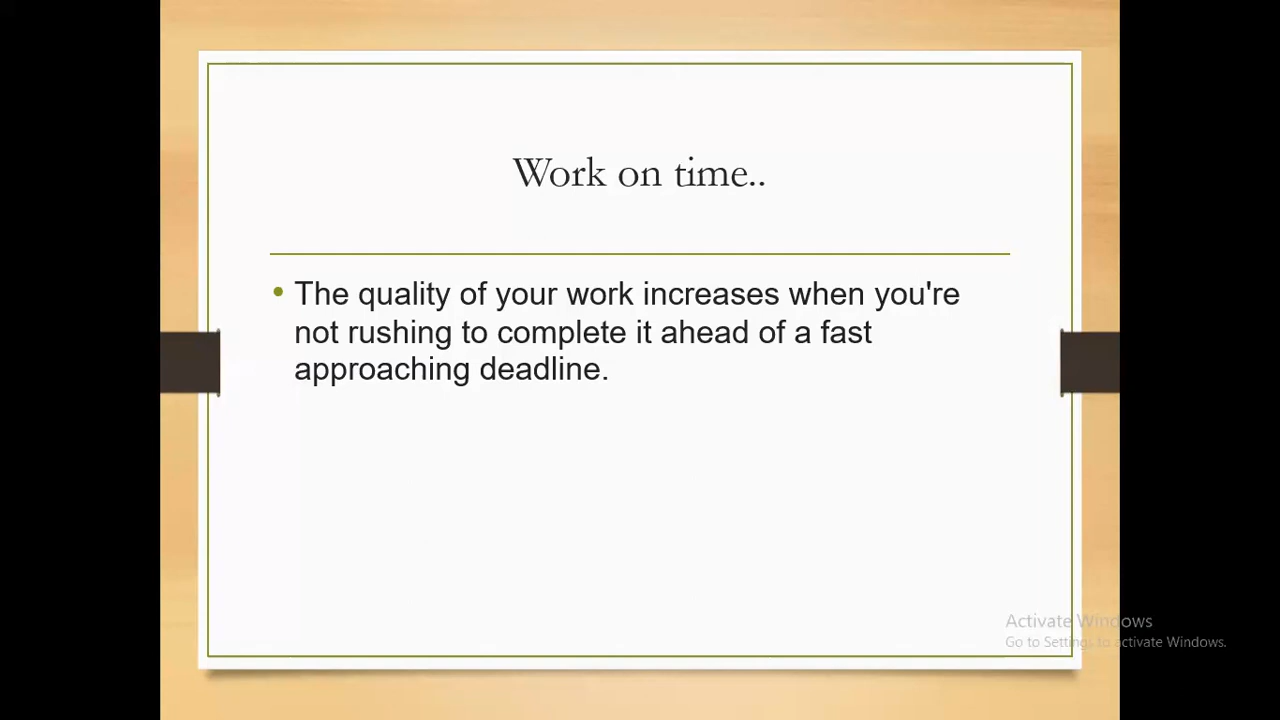 Work on time..
• The quality of your work increases when you're
not rushing to complete it ahead of a fast
approaching deadline.
Activate Windows
Go to Settings to activate Windows.